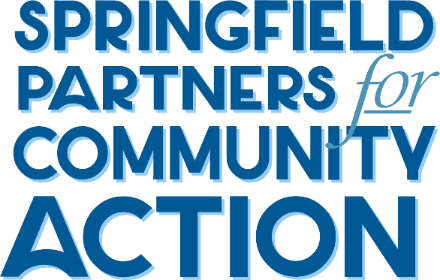 SPRINGFIELD
PARTNERS for
COMMUNITY
ACTION